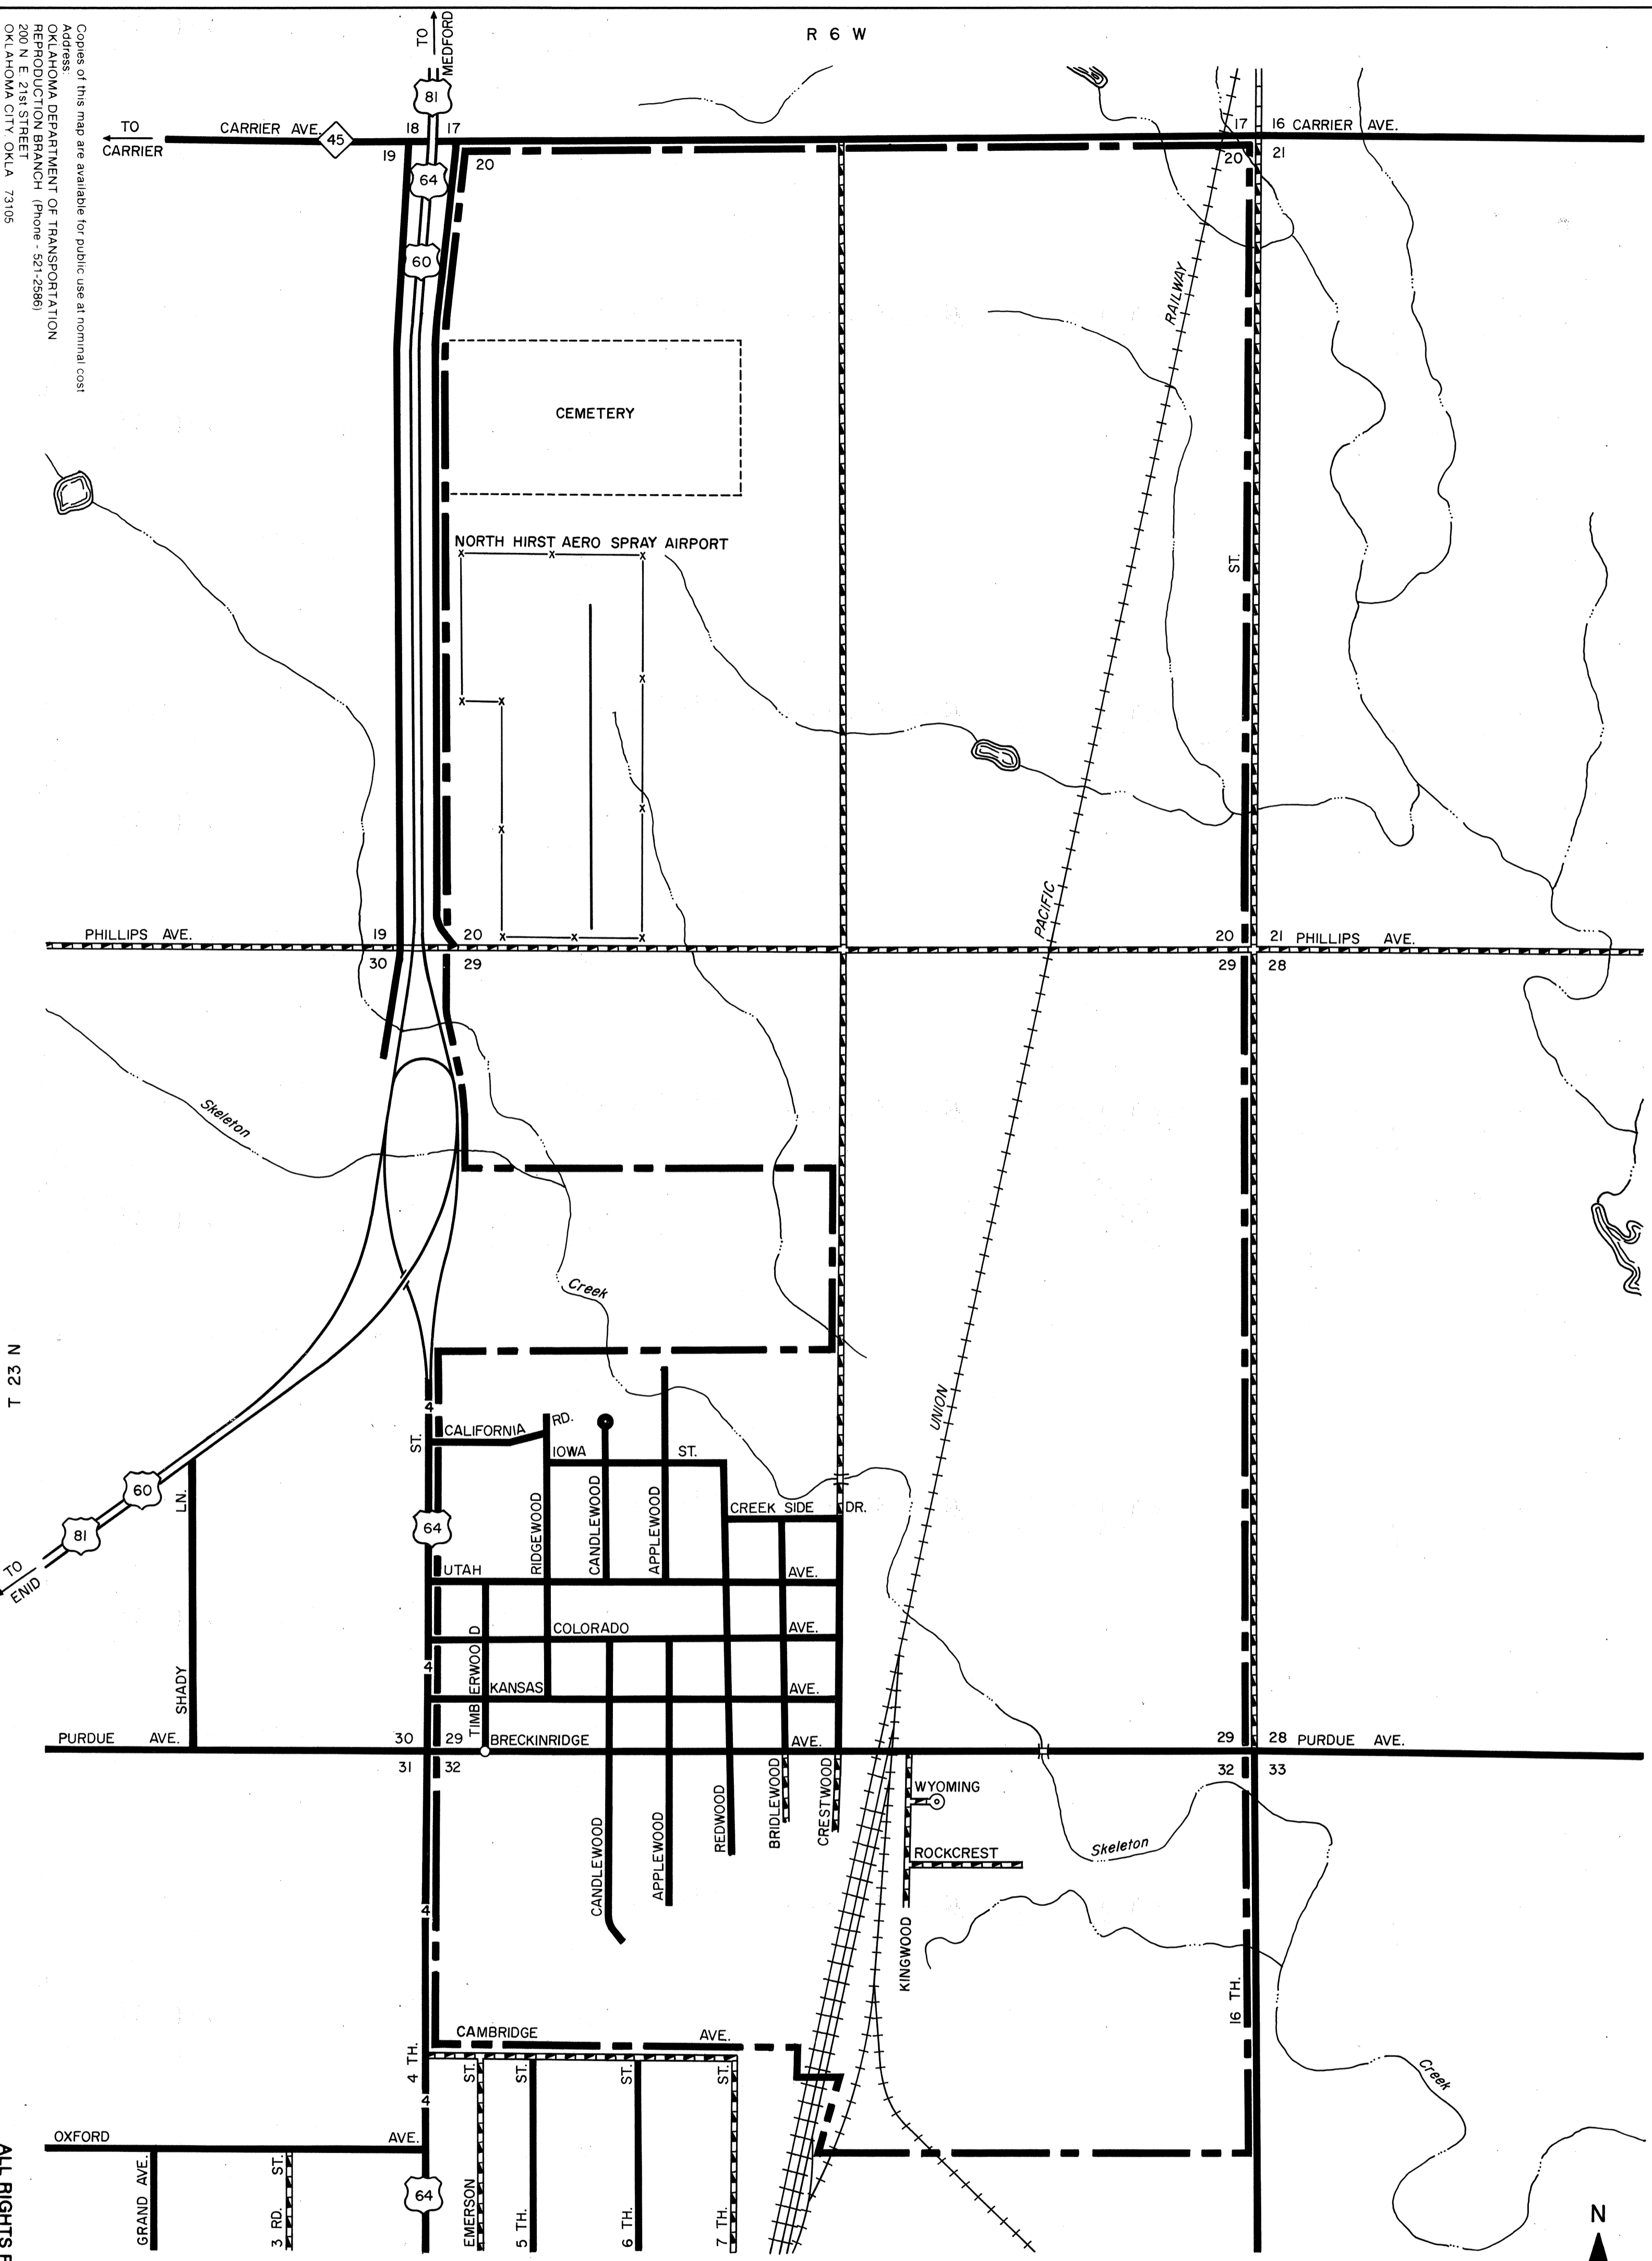 R 6 W
TO MEDFORD
81
TO CARRIER
CARRIER AVE.
45
18 17
19 20
17 16 CARRIER AVE.
20 21
64
60
Copies of this map are available for public use at nominal cost
Address:
OKLAHOMA DEPARTMENT OF TRANSPORTATION
REPRODUCTION BRANCH (Phone - 521-2586)
200 N. E. 21st STREET
OKLAHOMA CITY, OKLA 73105
RAILWAY
CEMETERY
NORTH HIRST AERO SPRAY AIRPORT
ST.
PACIFIC
PHILLIPS AVE.
19 20
30 29
20 21 PHILLIPS AVE.
29 28
Skeleton
Creek
T 23 N
UNION
4
ST.
CALIFORNIA RD.
IOWA ST.
RIDGEWOOD
CANDLEWOOD
APPLEWOOD
CREEK SIDE DR.
60
81
TO ENID
LN.
SHADY
64
UTAH AVE.
COLORADO AVE.
TIMBERWOOD
4
KANSAS AVE.
PURDUE AVE.
30 29
31 32
BRECKINRIDGE AVE.
29 28 PURDUE AVE.
32 33
CANDLEWOOD
APPLEWOOD
REDWOOD
BRIDLEWOOD
CRESTWOOD
WYOMING
ROCKCREST
KINGWOOD
Skeleton
4
16 TH.
CAMBRIDGE AVE.
4 TH.
4
Creek
OXFORD AVE.
GRAND AVE.
3 RD. ST.
64
EMERSON ST.
5 TH. ST.
6 TH. ST.
7 TH. ST.
N
ALL RIGHTS